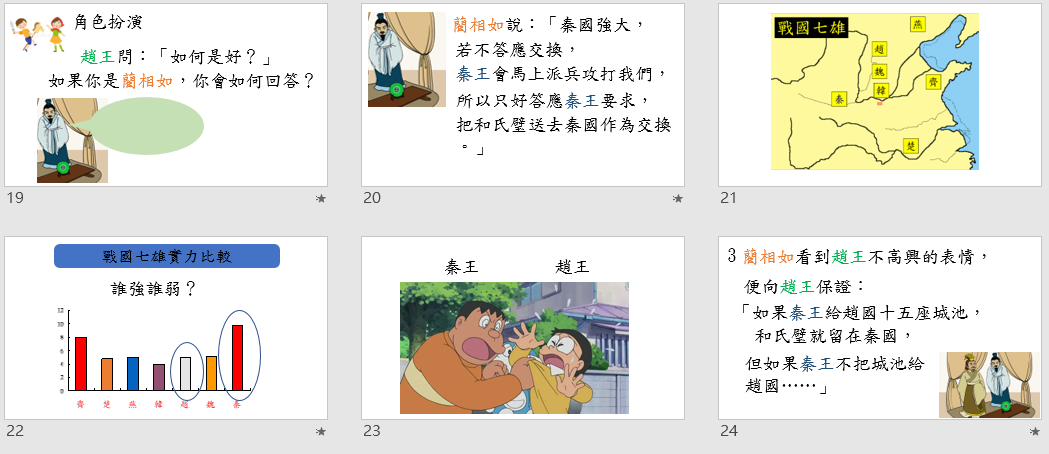 角色扮演
趙王問：「如何是好？」
如果你是藺相如，你會如何回答？
19
藺相如說：「秦國強大，
若不答應交換，
秦王會馬上派兵攻打我們，
所以只好答應秦王要求，
把和氏璧送去秦國作為交換
。」
20
戰國七雄
燕
趙
魏
齊
韓
秦
楚
21
戰國七雄實力比較
誰強誰弱？
12
10
8
6
4
2
0
齊 楚 燕 韓 趙 魏 秦
22
秦王 趙王
23
3 藺相如看到趙王不高興的表情，
便向趙王保證：
「如果秦王給趙國十五座城池，
和氏璧就留在秦國，
但如果秦王不把城池給
趙國……」
24